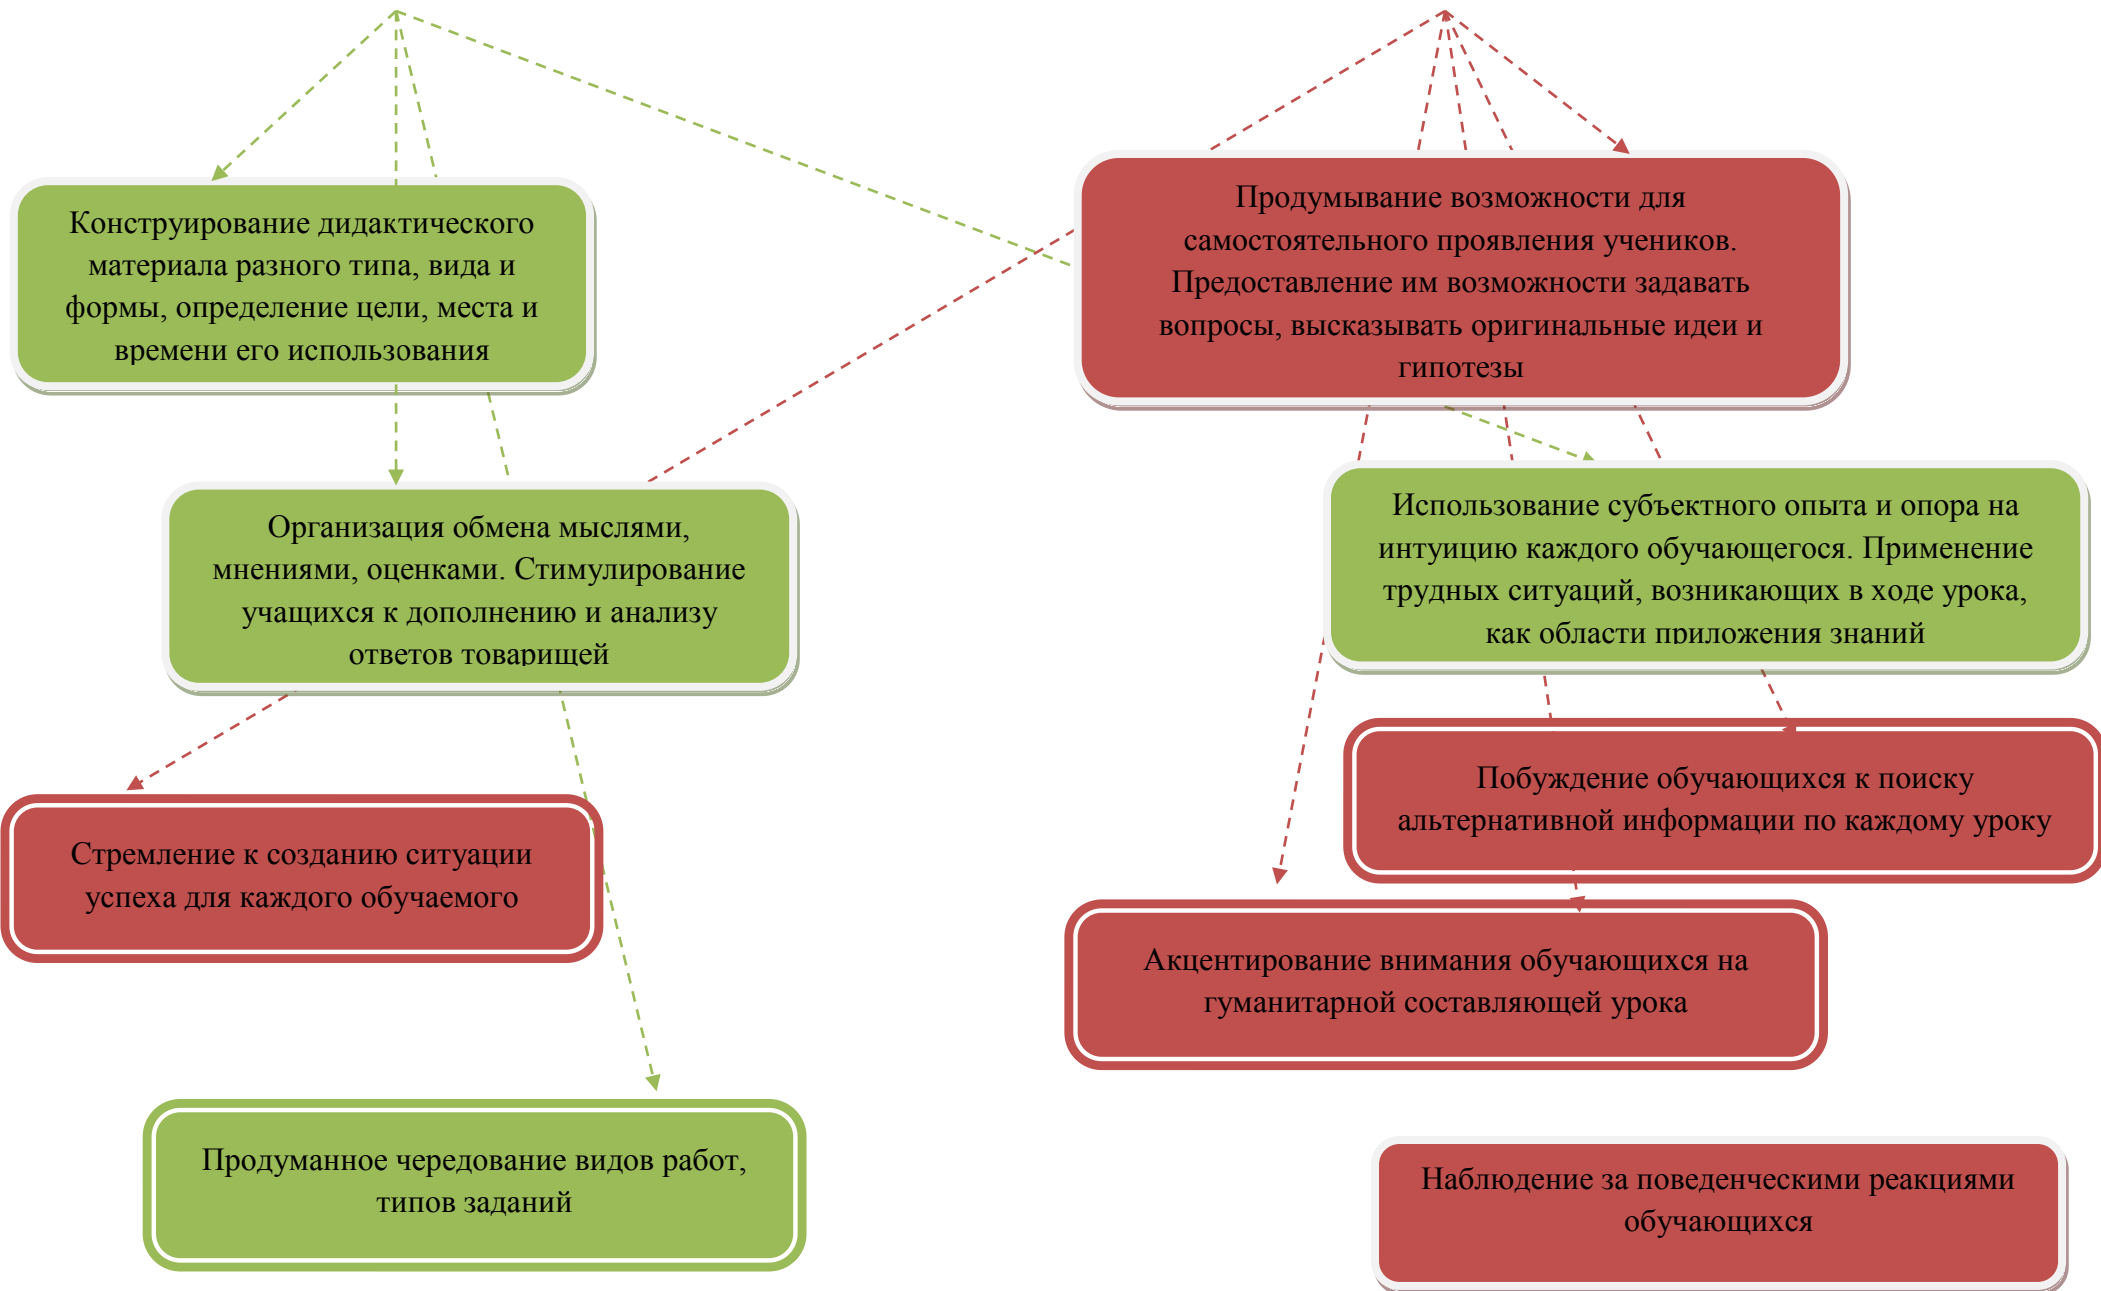 Конструирование дидактического
материала разного типа, вида и
формы, определение цели, места и
времени его использования
Продумывание возможности для
самостоятельного проявления учеников.
Предоставление им возможности задавать
вопросы, высказывать оригинальные идеи и
гипотезы
Организация обмена мыслями,
мнениями, оценками. Стимулирование
учащихся к дополнению и анализу
ответов товарищей
Использование субъектного опыта и опора на
интуицию каждого обучающегося. Применение
трудных ситуаций, возникающих в ходе урока,
как области приложения знаний
Побуждение обучающихся к поиску
альтернативной информации по каждому уроку
Стремление к созданию ситуации
успеха для каждого обучаемого
Акцентирование внимания обучающихся на
гуманитарной составляющей урока
Продуманное чередование видов работ,
типов заданий
Наблюдение за поведенческими реакциями
обучающихся